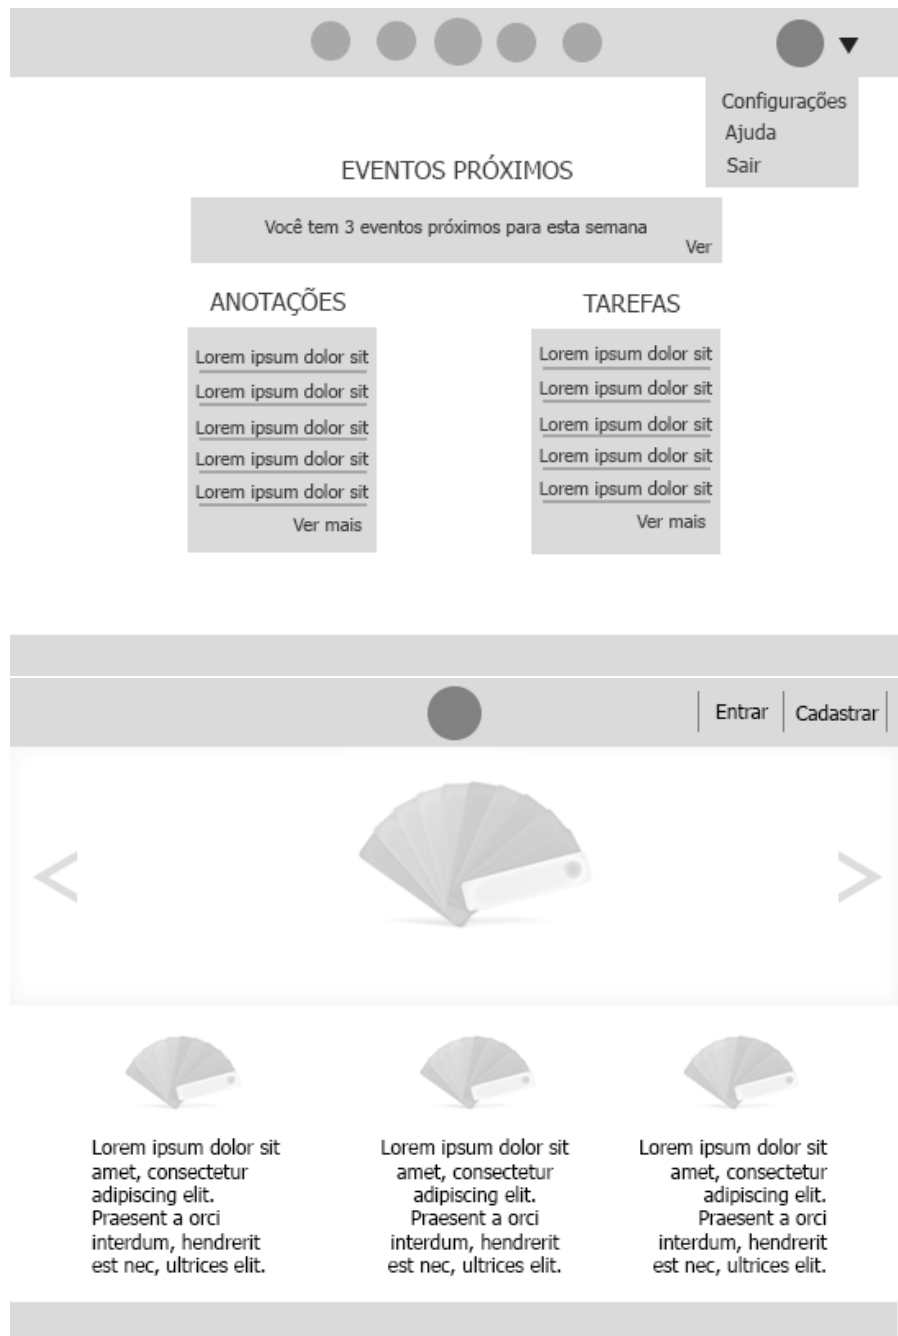 Configurações
Ajuda
Sair
EVENTOS PRÓXIMOS
Você tem 3 eventos próximos para esta semana
Ver
ANOTAÇÕES
Lorem ipsum dolor sit
Lorem ipsum dolor sit
Lorem ipsum dolor sit
Lorem ipsum dolor sit
Lorem ipsum dolor sit
Ver mais
TAREFAS
Lorem ipsum dolor sit
Lorem ipsum dolor sit
Lorem ipsum dolor sit
Lorem ipsum dolor sit
Lorem ipsum dolor sit
Ver mais
Entrar
Cadastrar
Lorem ipsum dolor sit
amet, consectetur
adipiscing elit.
Praesent a orci
interdum, hendrerit
est nec, ultrices elit.
Lorem ipsum dolor sit
amet, consectetur
adipiscing elit.
Praesent a orci
interdum, hendrerit
est nec, ultrices elit.
Lorem ipsum dolor sit
amet, consectetur
adipiscing elit.
Praesent a orci
interdum, hendrerit
est nec, ultrices elit.